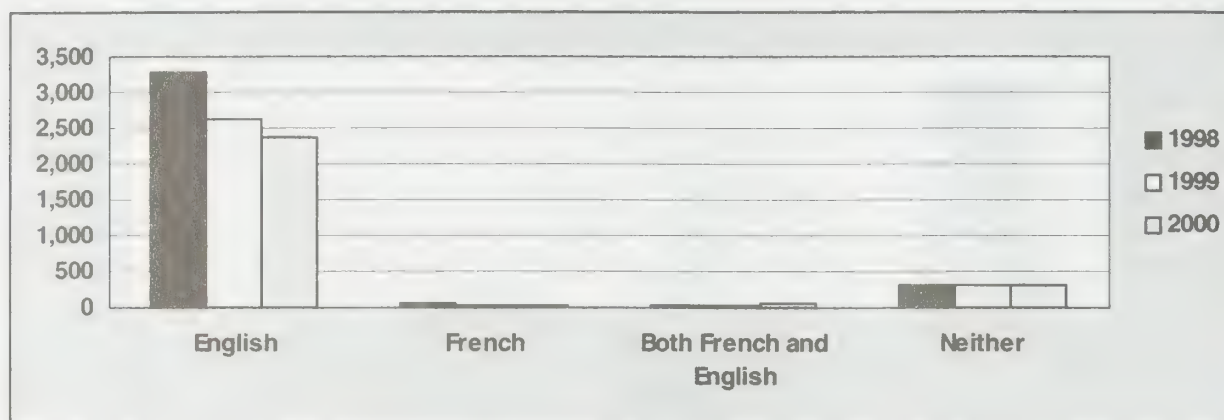 3,500
3,000
2,500
2,000
1,500
1,000
500
0
English
French
Both French and
English
Neither
1998
1999
2000